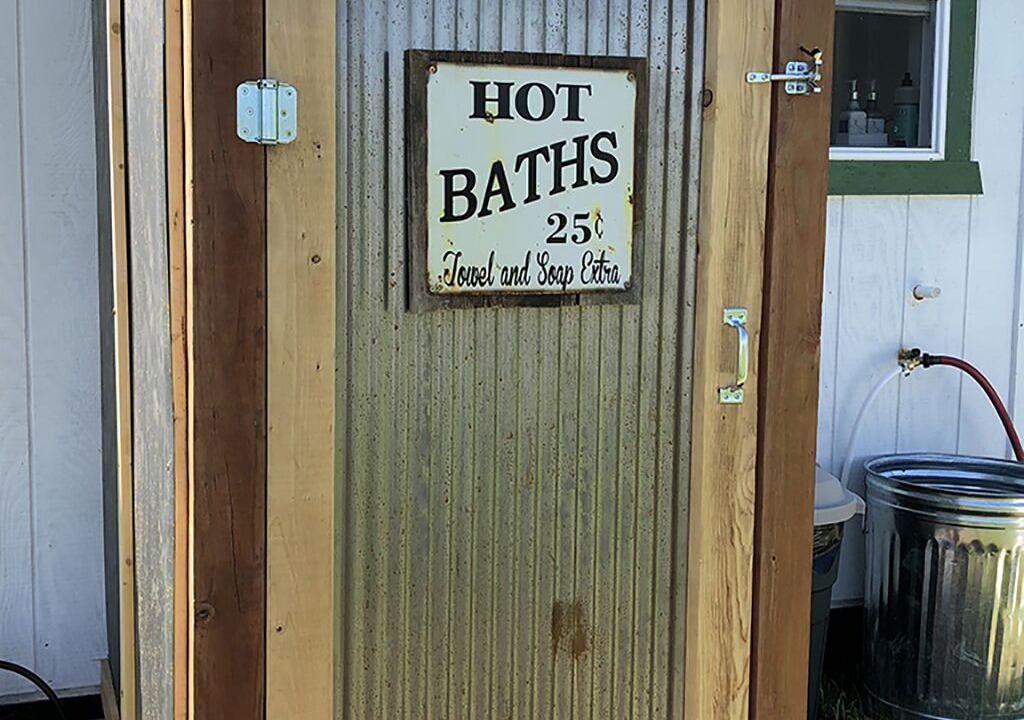 HOT
BATHS
25¢
Towel and Soap Extra